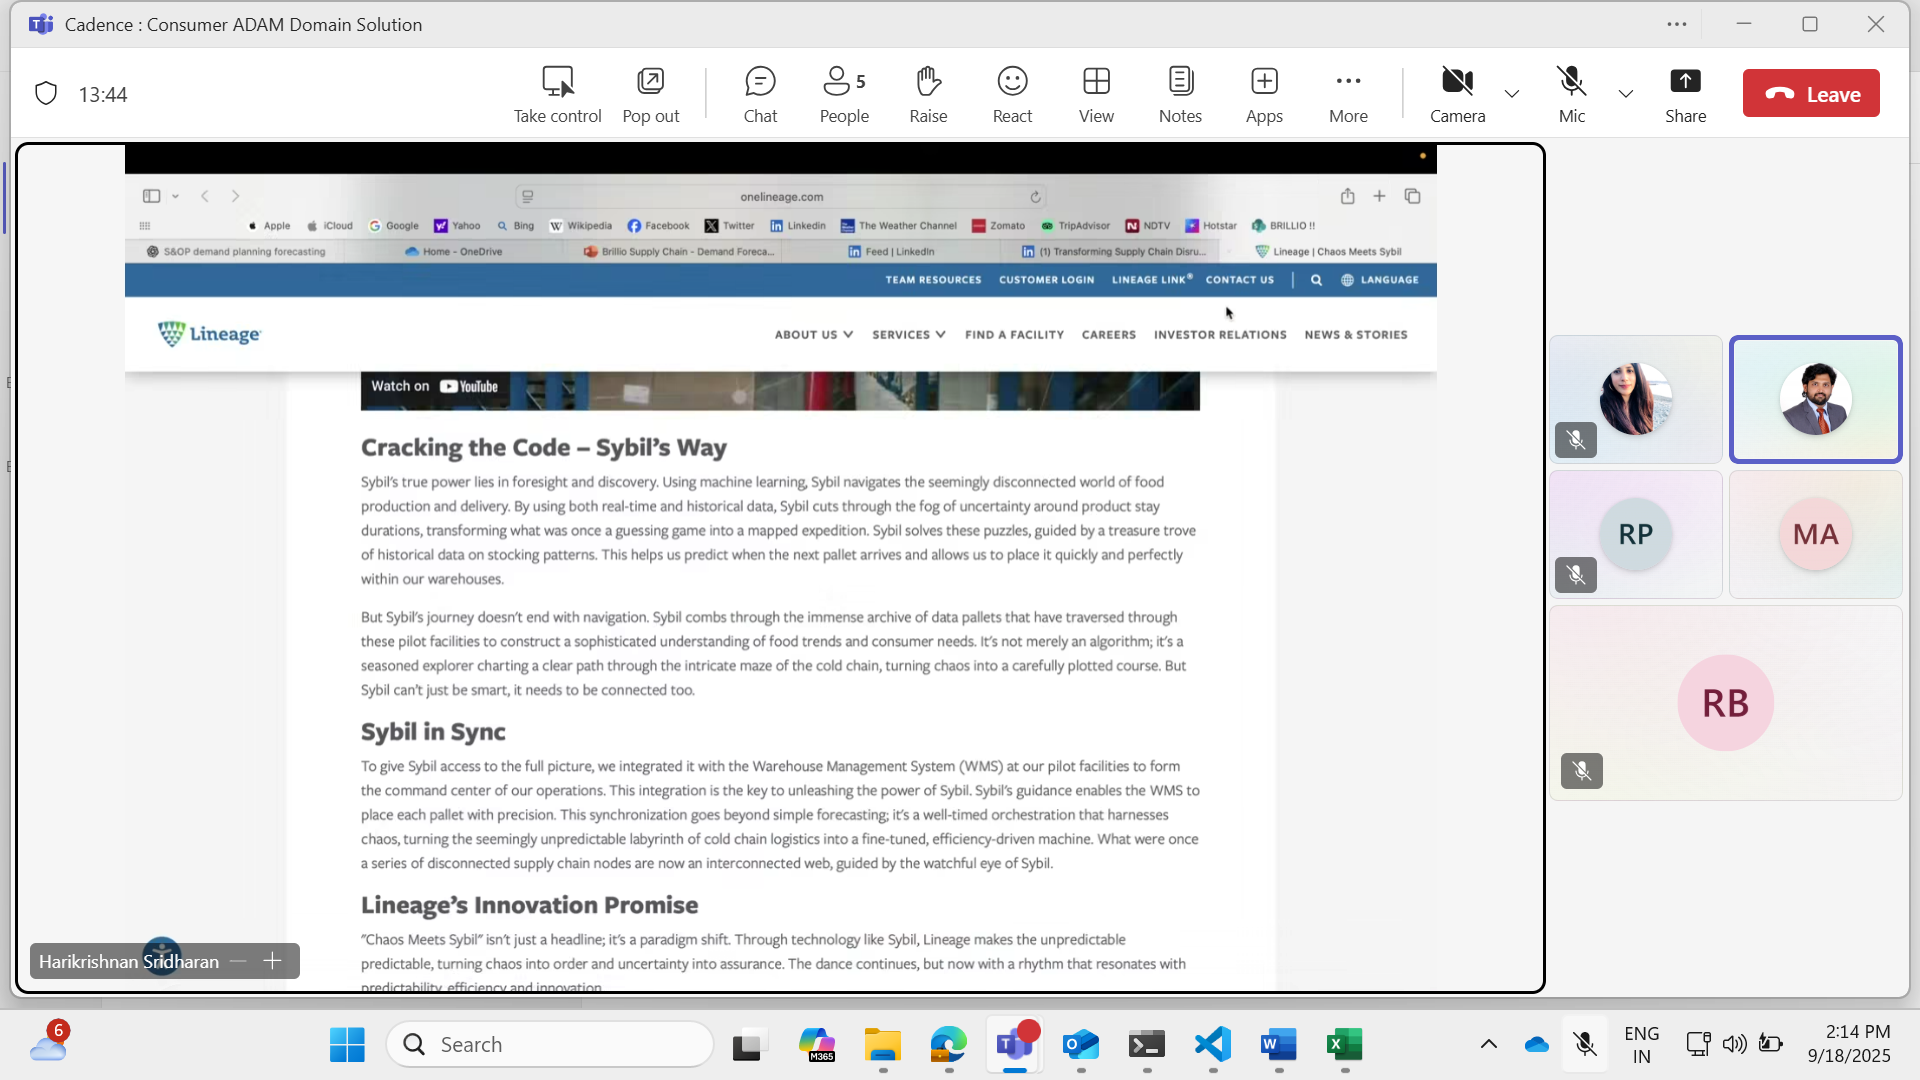 Cadence : Consumer ADAM Domain Solution
13:44
Take control
Pop out
Chat
5
People
Raise
React
View
Notes
Apps
More
Camera
Mic
Share
Leave
onelineage.com
Apple
iCloud
Google
Yahoo
Bing
Wikipedia
Facebook
Twitter
Linkedin
The Weather Channel
Zomato
TripAdvisor
NDTV
Hotstar
BRILLIO !!
S&OP demand planning forecasting
Home - OneDrive
Brillio Supply Chain - Demand Foreca...
Feed | LinkedIn
(1) Transforming Supply Chain Disru...
Lineage | Chaos Meets Sybil
TEAM RESOURCES
CUSTOMER LOGIN
LINEAGE LINK®
CONTACT US
LANGUAGE
Lineage
ABOUT US
SERVICES
FIND A FACILITY
CAREERS
INVESTOR RELATIONS
NEWS & STORIES
Watch on YouTube
Cracking the Code – Sybil's Way
Sybil's true power lies in foresight and discovery. Using machine learning, Sybil navigates the seemingly disconnected world of food
production and delivery. By using both real-time and historical data, Sybil cuts through the fog of uncertainty around product stay
durations, transforming what was once a guessing game into a mapped expedition. Sybil solves these puzzles, guided by a treasure trove
of historical data on stocking patterns. This helps us predict when the next pallet arrives and allows us to place it quickly and perfectly
within our warehouses.
But Sybil's journey doesn't end with navigation. Sybil combs through the immense archive of data pallets that have traversed through
these pilot facilities to construct a sophisticated understanding of food trends and consumer needs. It's not merely an algorithm; it's a
seasoned explorer charting a clear path through the intricate maze of the cold chain, turning chaos into a carefully plotted course. But
Sybil can't just be smart, it needs to be connected too.
Sybil in Sync
To give Sybil access to the full picture, we integrated it with the Warehouse Management System (WMS) at our pilot facilities to form
the command center of our operations. This integration is the key to unleashing the power of Sybil. Sybil's guidance enables the WMS to
place each pallet with precision. This synchronization goes beyond simple forecasting; it's a well-timed orchestration that harnesses
chaos, turning the seemingly unpredictable labyrinth of cold chain logistics into a fine-tuned, efficiency-driven machine. What were once
a series of disconnected supply chain nodes are now an interconnected web, guided by the watchful eye of Sybil.
Lineage's Innovation Promise
"Chaos Meets Sybil" isn't just a headline; it's a paradigm shift. Through technology like Sybil, Lineage makes the unpredictable
predictable, turning chaos into order and uncertainty into assurance. The dance continues, but now with a rhythm that resonates with
predictability, efficiency and innovation
Harikrishnan Sridharan
RP
MA
RB
6
Search
M365
ENG
IN
2:14 PM
9/18/2025